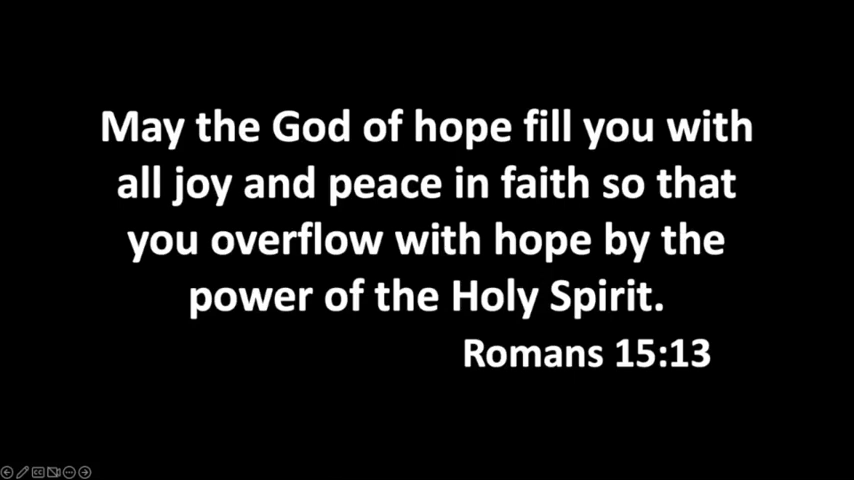 May the God of hope fill you with
all joy and peace in faith so that
you overflow with hope by the
power of the Holy Spirit.
Romans 15:13